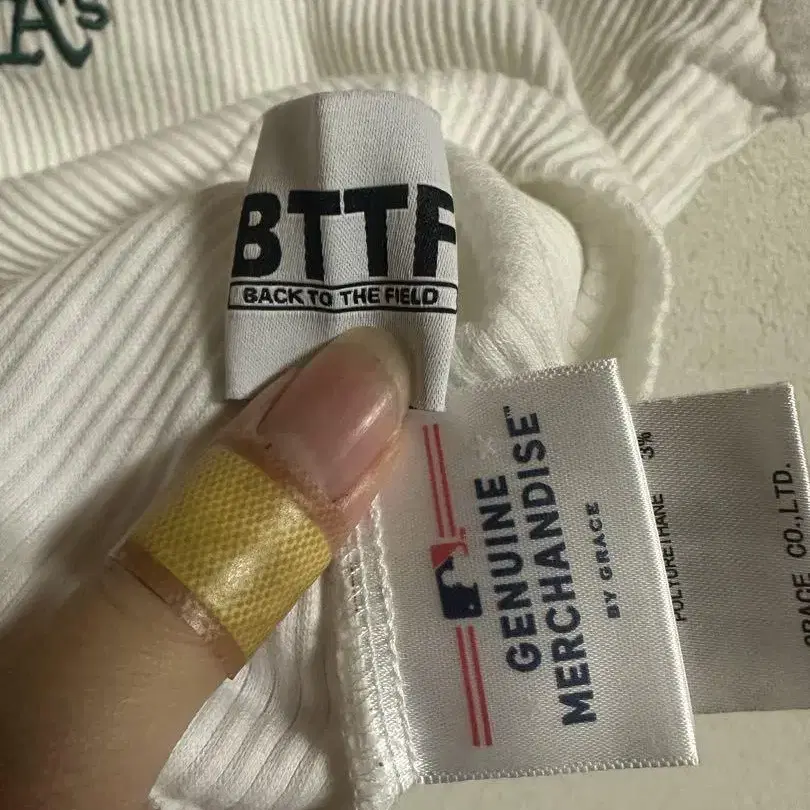 A's
BTTF
BACK TO THE FIELD
GENUINE
MERCHANDISE™
BY GRACE
POLYURETHANE 3%
GRACE CO.,LTD.